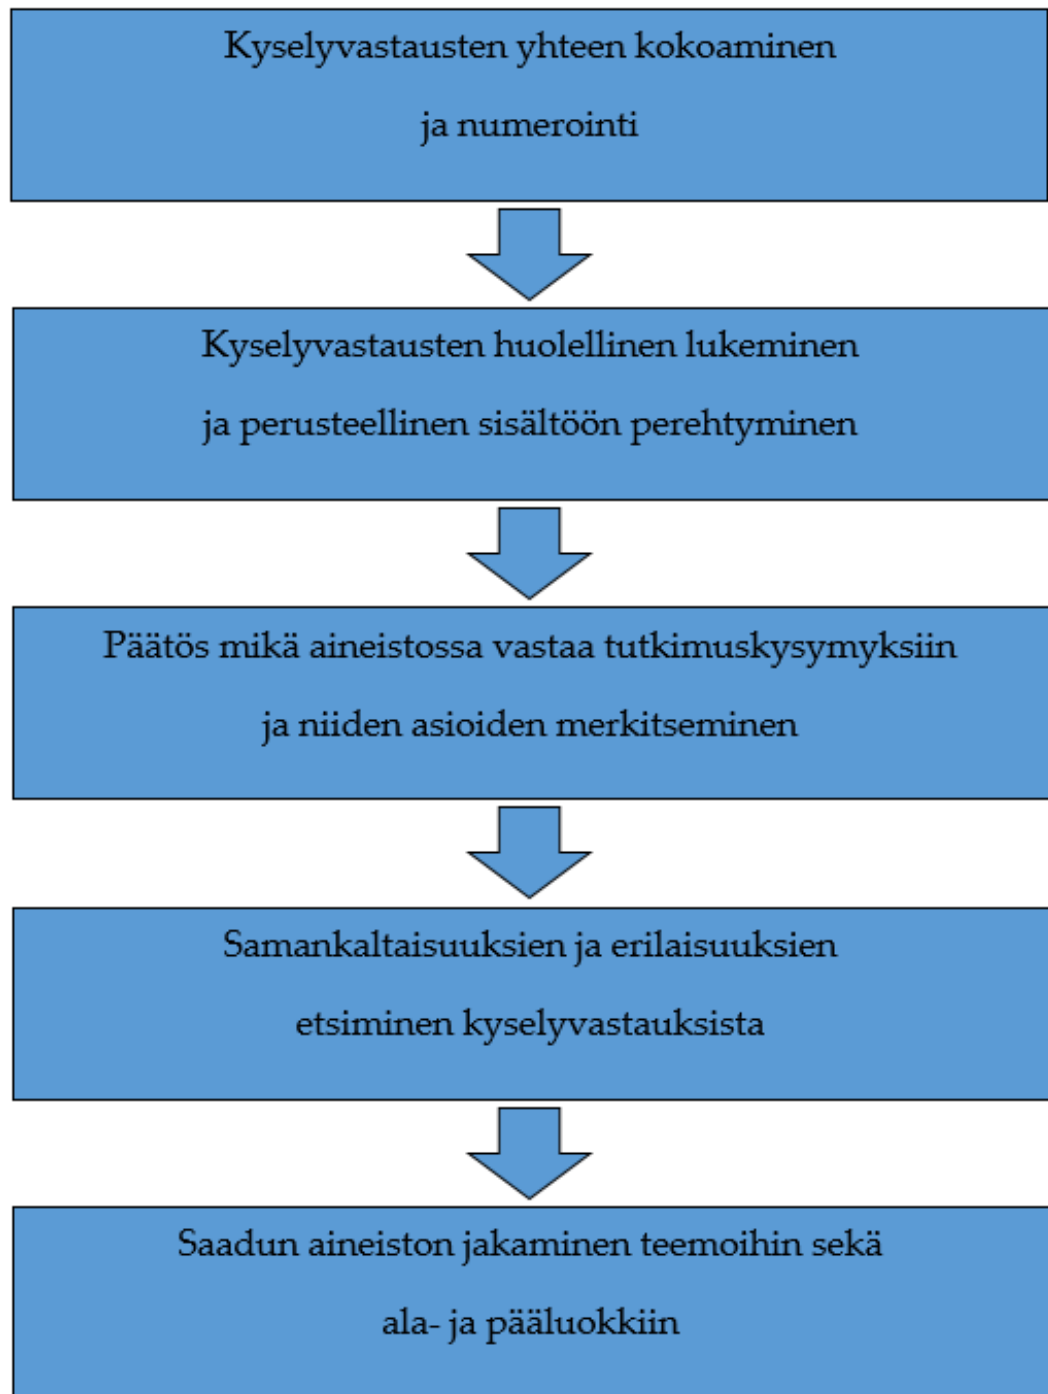 Kyselyvastausten yhteen kokoaminen
ja numerointi
Kyselyvastausten huolellinen lukeminen
ja perusteellinen sisältöön perehtyminen
Päätös mikä aineistossa vastaa tutkimuskysymyksiin
ja niiden asioiden merkitseminen
Samankaltaisuuksien ja erilaisuuksien
etsiminen kyselyvastauksista
Saadun aineiston jakaminen teemoihin sekä
ala- ja pääluokkiin